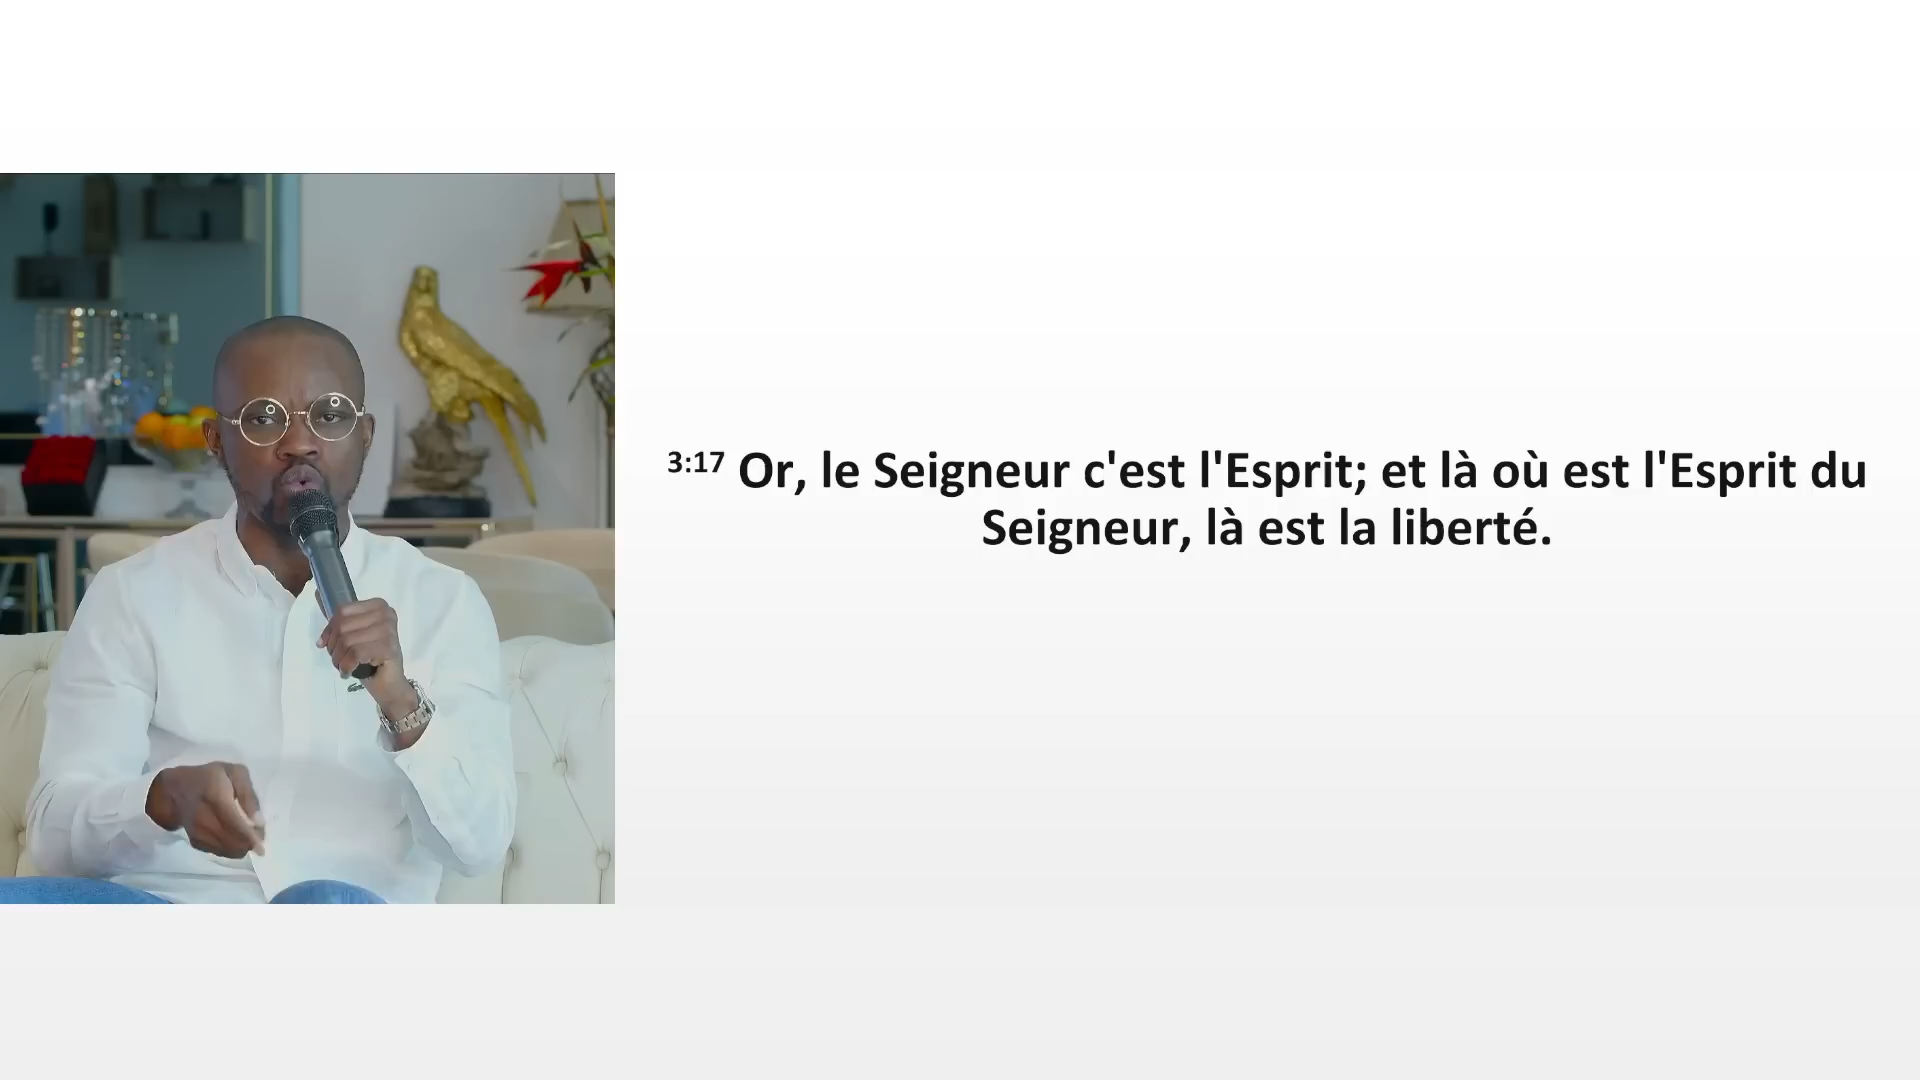 3:17 Or, le Seigneur c'est l'Esprit; et là où est l'Esprit du
Seigneur, là est la liberté.